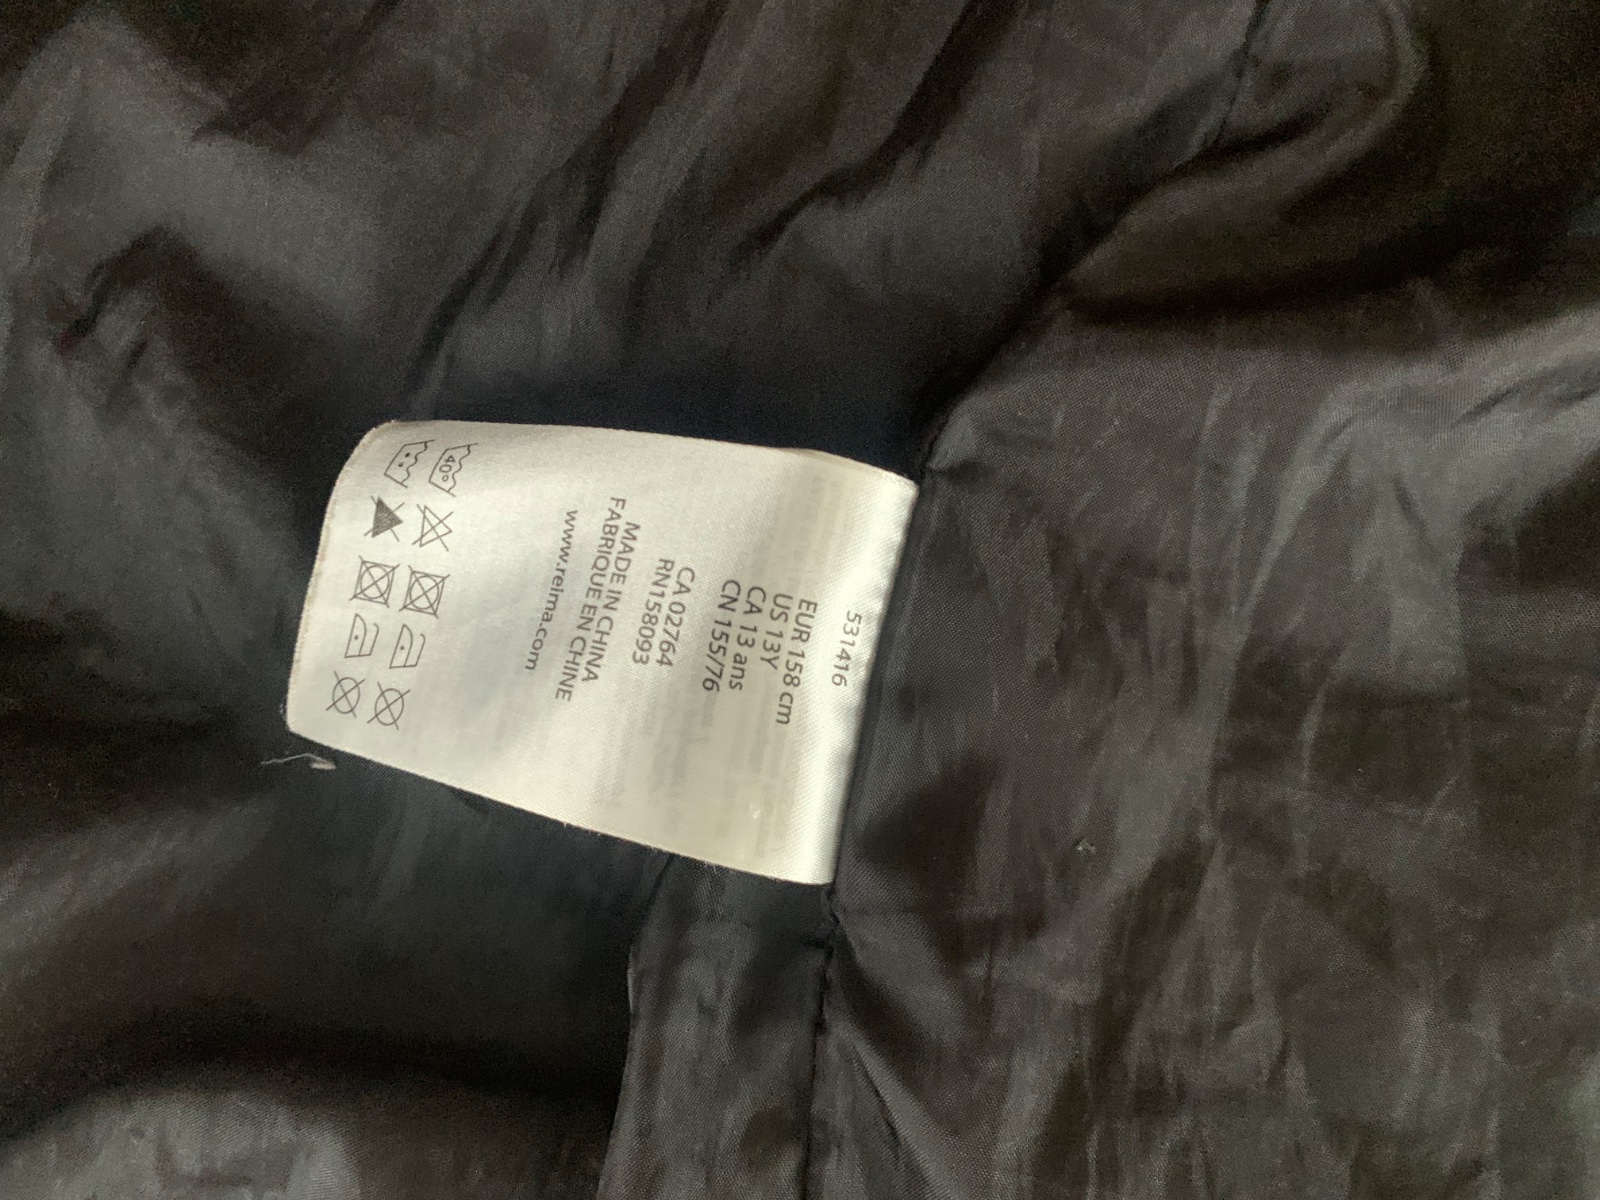 531416
EUR 158 cm
US 13Y
CA 13 ans
CN 155/76
CA 02764
RN158093
MADE IN CHINA
FABRIQUE EN CHINE
www.reima.com
40°